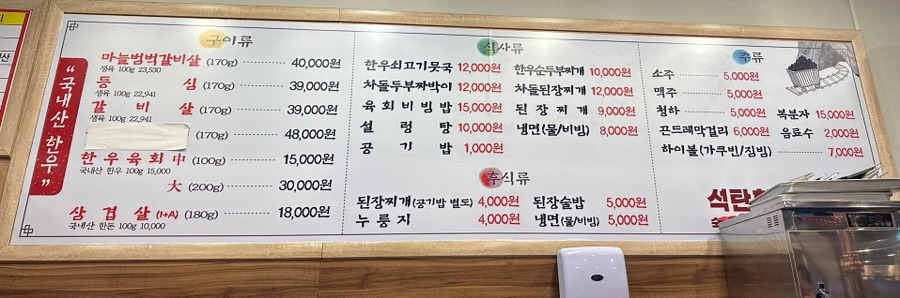 구이류
"국내산 한우"
마늘범벅갈비살 (170g) 40,000원
생육 100g 23,530
등 심 (170g) 39,000원
생육 100g 22,941
갈 비 살 (170g) 39,000원
생육 100g 22,941
(170g) 48,000원
한우육회 中 (100g) 15,000원
국내산 한우 100g 15,000
大 (200g) 30,000원
삼 겹 살 (1+A) (180g) 18,000원
국내산 한돈 100g 10,000
식사류
한우쇠고기뭇국 12,000원 한우순두부찌개 10,000원
차돌두부짜박이 12,000원 차돌된장찌개 12,000원
육회비빔밥 15,000원 된장찌개 9,000원
설렁탕 10,000원 냉면(물/비빔) 8,000원
공기밥 1,000원
후식류
된장찌개(공기밥 별도) 4,000원 된장술밥 5,000원
누룽지 4,000원 냉면(물/비빔) 5,000원
주류
소주 5,000원
맥주 5,000원
청하 5,000원 복분자 15,000원
곤드레막걸리 6,000원 음료수 2,000원
하이볼(가쿠빈/짐빔) 7,000원
석탄